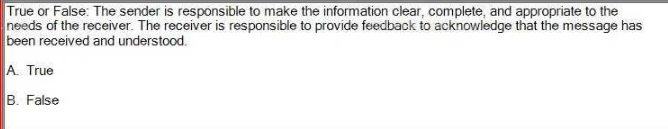 True or False: The sender is responsible to make the information clear, complete, and appropriate to the
needs of the receiver. The receiver is responsible to provide feedback to acknowledge that the message has
been received and understood.
A. True
B. False